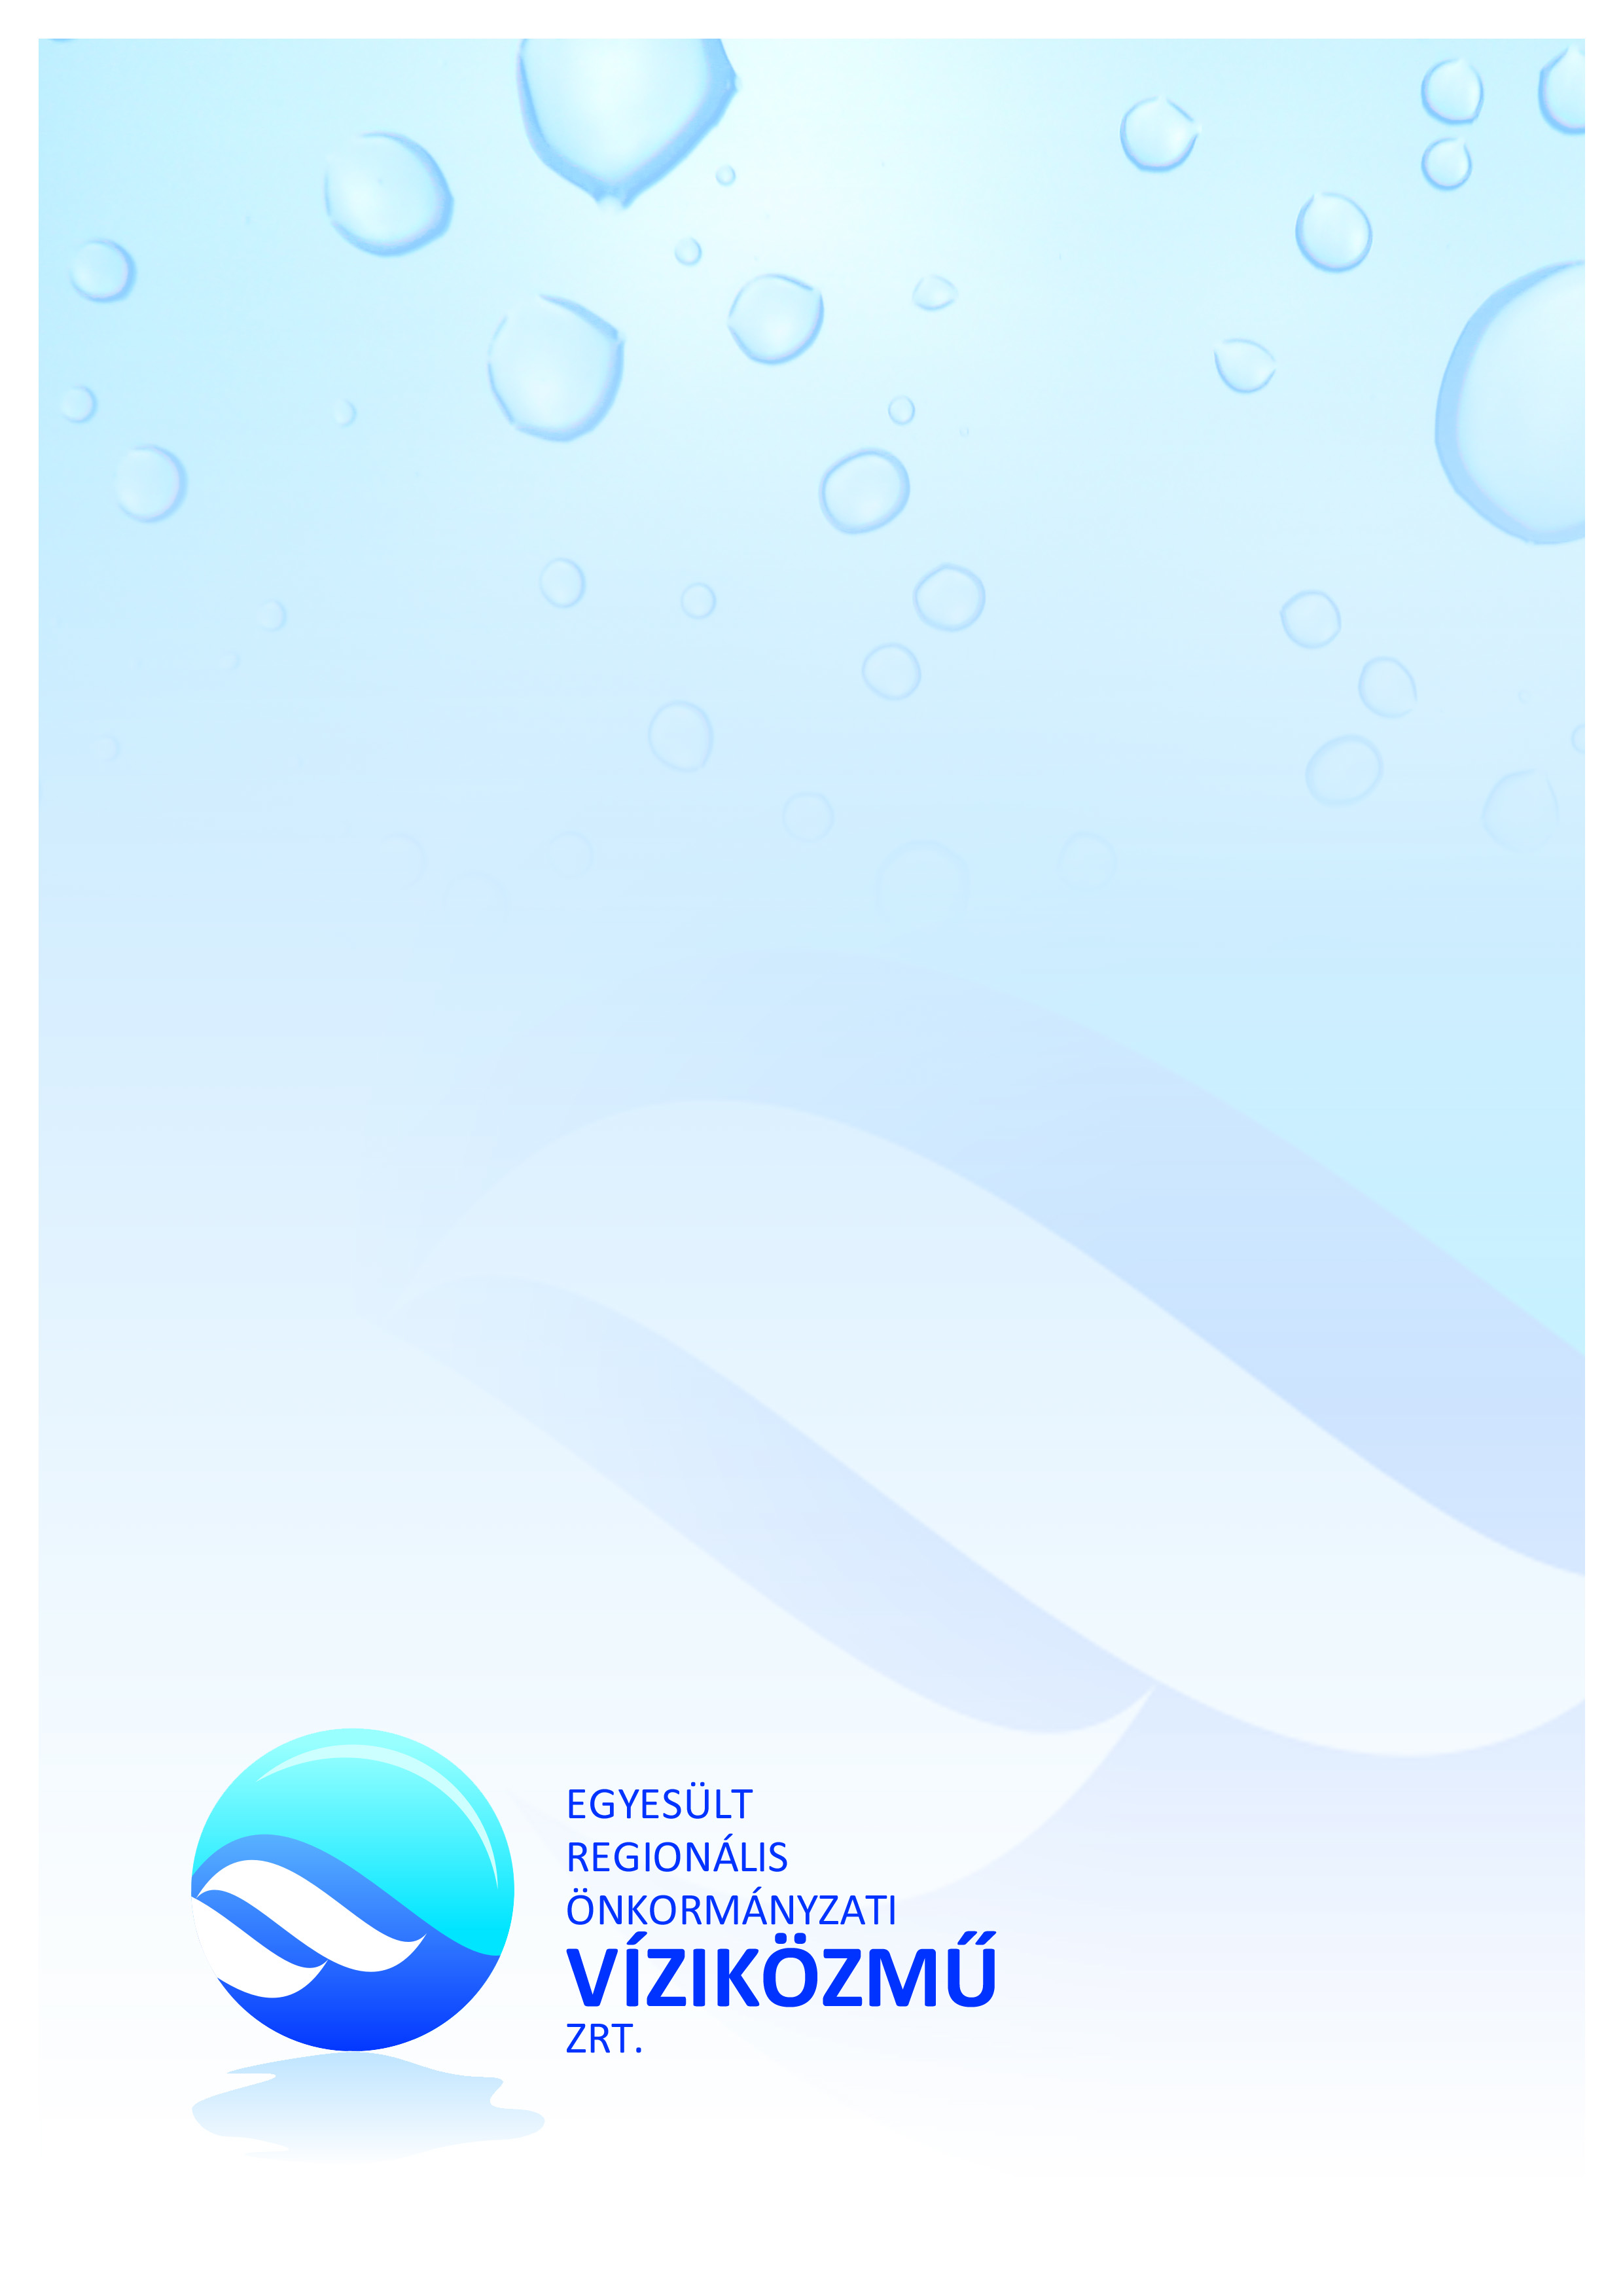 EGYESÜLT
REGIONÁLIS
ÖNKORMÁNYZATI
VÍZIKÖZMŰ
ZRT.